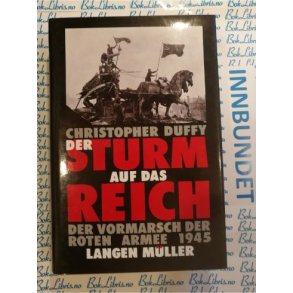 CHRISTOPHER DUFFY
DER
STURM
AUF DAS
REICH
DER VORMARSCH DER
ROTEN ARMEE 1945
LANGEN MÜLLER
INNBUNDET
BokLibris.no